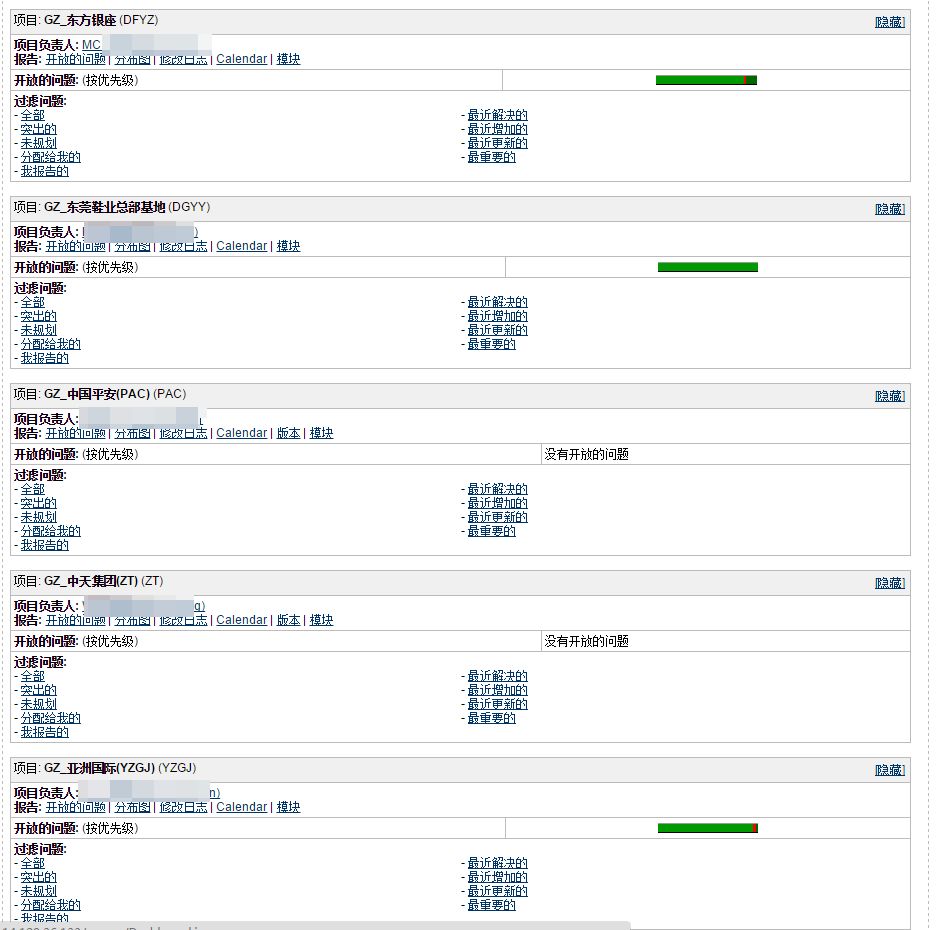 项目: GZ_东方银座 (DFYZ) [隐藏]
项目负责人: MC
报告: 开放的问题 | 分布图 | 修改日志 | Calendar | 模块
开放的问题: (按优先级)
过滤问题:
- 全部 - 最近解决的
- 突出的 - 最近增加的
- 未规划 - 最近更新的
- 分配给我的 - 最重要的
- 我报告的
项目: GZ_东莞鞋业总部基地 (DGYY) [隐藏]
项目负责人: )
报告: 开放的问题 | 分布图 | 修改日志 | Calendar | 模块
开放的问题: (按优先级)
过滤问题:
- 全部 - 最近解决的
- 突出的 - 最近增加的
- 未规划 - 最近更新的
- 分配给我的 - 最重要的
- 我报告的
项目: GZ_中国平安(PAC) (PAC) [隐藏]
项目负责人:
报告: 开放的问题 | 分布图 | 修改日志 | Calendar | 版本 | 模块
开放的问题: (按优先级) 没有开放的问题
过滤问题:
- 全部 - 最近解决的
- 突出的 - 最近增加的
- 未规划 - 最近更新的
- 分配给我的 - 最重要的
- 我报告的
项目: GZ_中天集团(ZT) (ZT) [隐藏]
项目负责人: g)
报告: 开放的问题 | 分布图 | 修改日志 | Calendar | 版本 | 模块
开放的问题: (按优先级) 没有开放的问题
过滤问题:
- 全部 - 最近解决的
- 突出的 - 最近增加的
- 未规划 - 最近更新的
- 分配给我的 - 最重要的
- 我报告的
项目: GZ_亚洲国际(YZGJ) (YZGJ) [隐藏]
项目负责人: n)
报告: 开放的问题 | 分布图 | 修改日志 | Calendar | 模块
开放的问题: (按优先级)
过滤问题:
- 全部 - 最近解决的
- 突出的 - 最近增加的
- 未规划 - 最近更新的
- 分配给我的 - 最重要的
- 我报告的